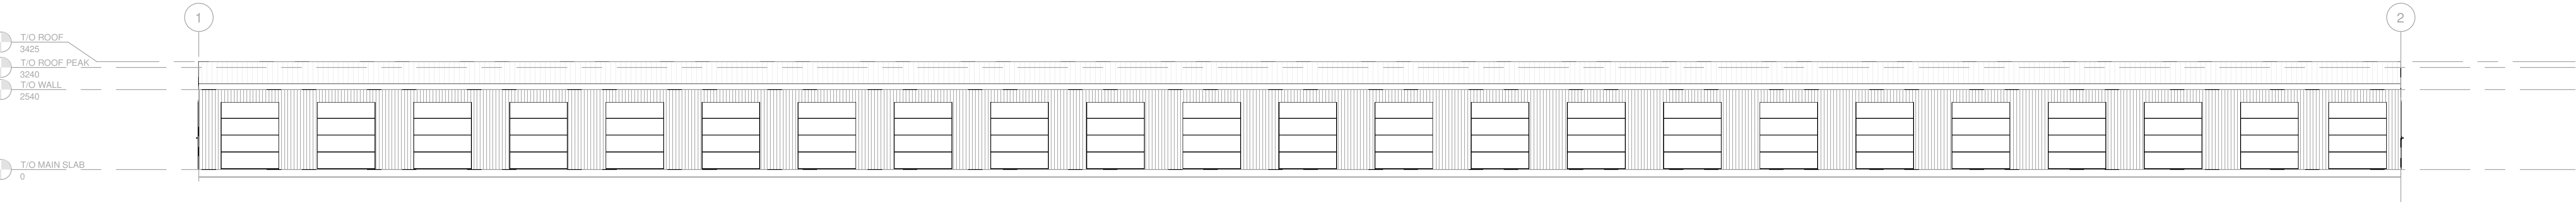 1
2
T/O ROOF
3425
T/O ROOF PEAK
3240
T/O WALL
2540
T/O MAIN SLAB
0